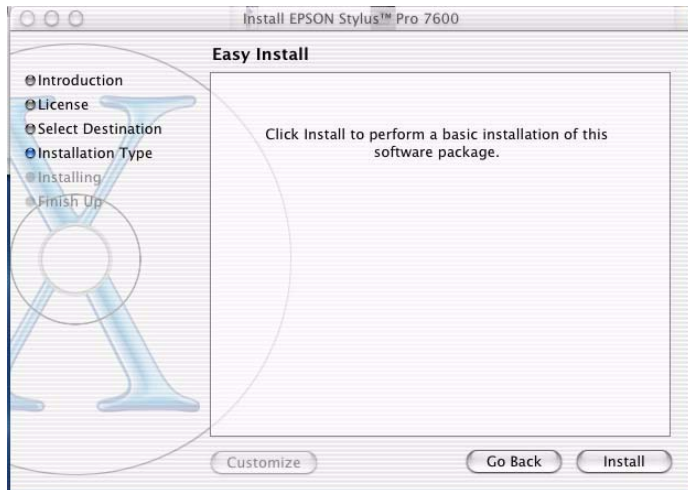 Install EPSON Stylus™ Pro 7600
Easy Install
Introduction
License
Select Destination
Installation Type
Installing
Finish Up
Click Install to perform a basic installation of this
software package.
Customize
Go Back
Install